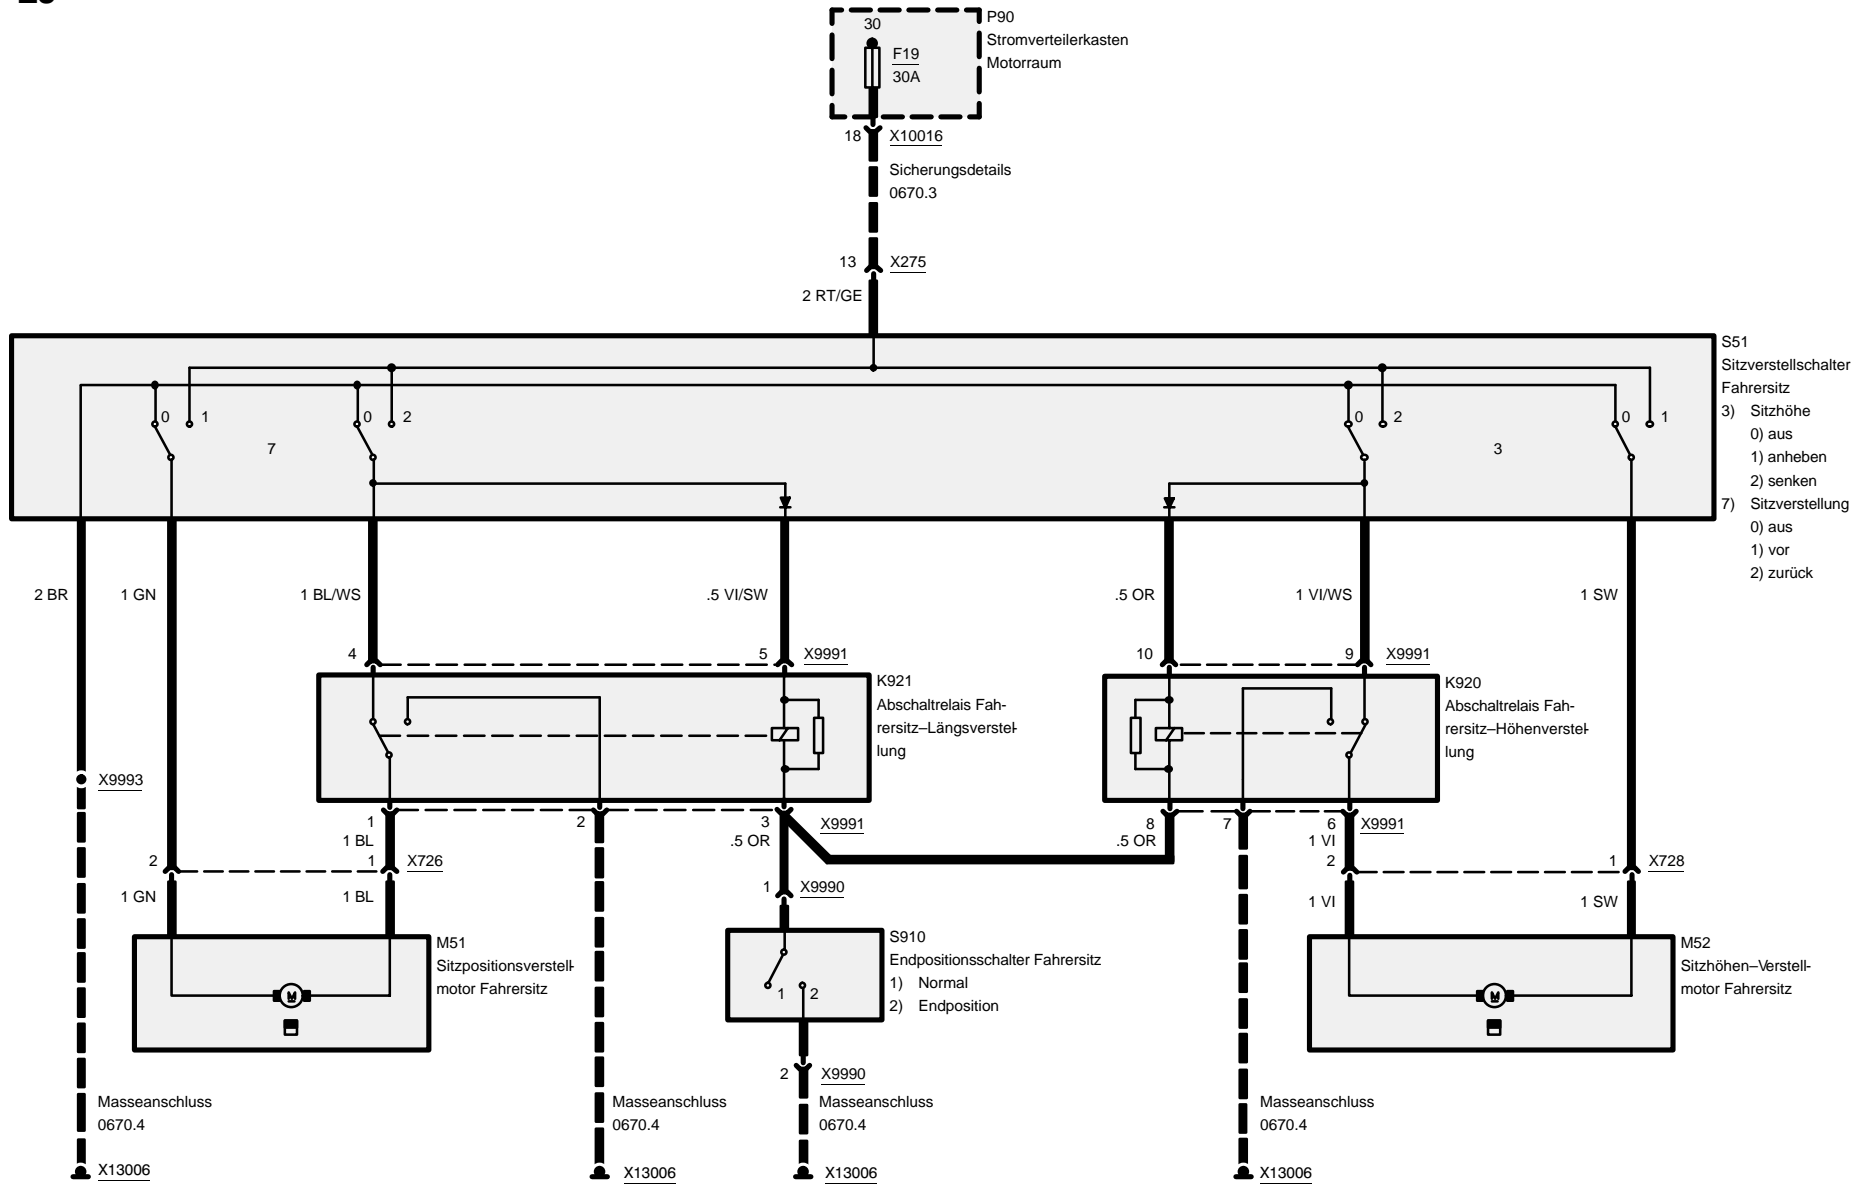 30
P90
Stromverteilerkasten
Motorraum
F19
30A
18 X10016
Sicherungsdetails
0670.3
13 X275
2 RT/GE
S51
Sitzverstellschalter
Fahrersitz
3) Sitzhöhe
0) aus
1) anheben
2) senken
7) Sitzverstellung
0) aus
1) vor
2) zurück
0 1 0 2 0 2 0 1
7 3
2 BR 1 GN 1 BL/WS .5 VI/SW .5 OR 1 VI/WS 1 SW
4 5 X9991 10 9 X9991
K921
Abschaltrelais Fah-
rersitz–Längsverstel-
lung
K920
Abschaltrelais Fah-
rersitz–Höhenverstel-
lung
X9993
1 2 3 X9991 8 7 6 X9991
1 BL .5 OR .5 OR 1 VI
2 1 X726 2 1 X728
1 X9990
1 GN 1 BL 1 VI 1 SW
M51
Sitzpositionsverstell-
motor Fahrersitz
M
S910
Endpositionsschalter Fahrersitz
1) Normal
2) Endposition
1 2
M52
Sitzhöhen–Verstell-
motor Fahrersitz
M
2 X9990
Masseanschluss Masseanschluss Masseanschluss Masseanschluss
0670.4 0670.4 0670.4 0670.4
X13006 X13006 X13006 X13006